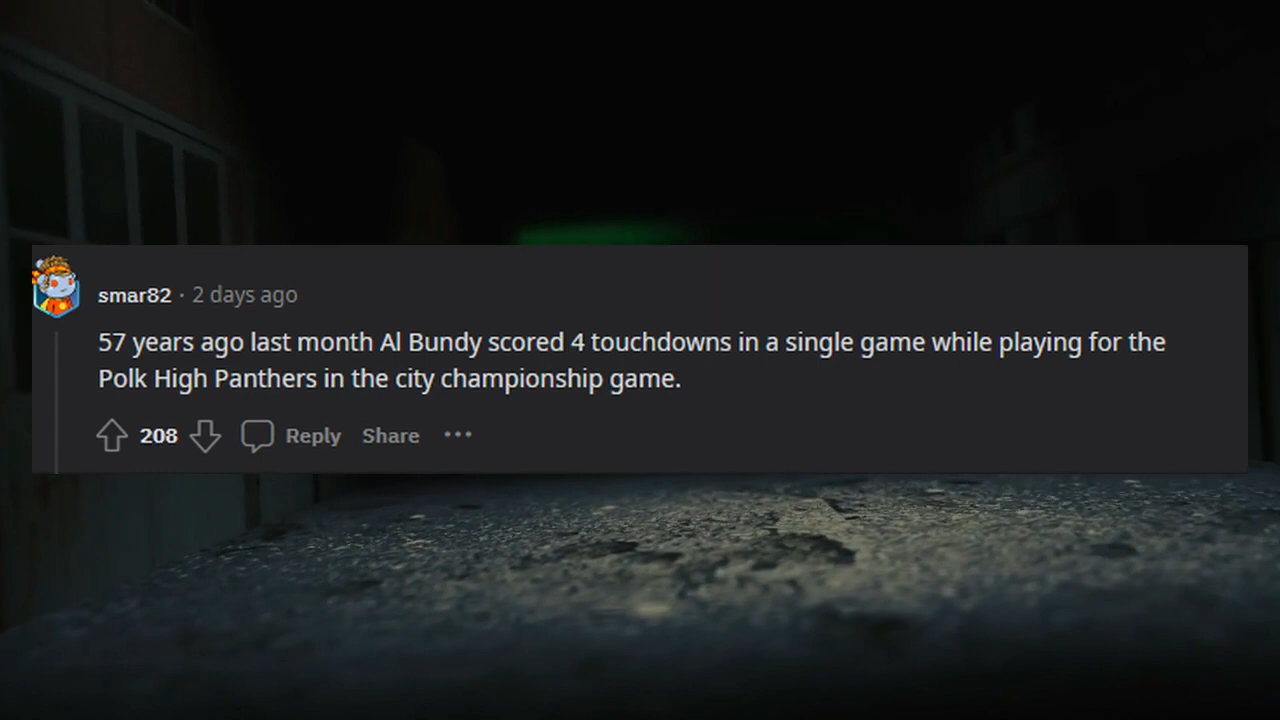 smar82 · 2 days ago
57 years ago last month Al Bundy scored 4 touchdowns in a single game while playing for the
Polk High Panthers in the city championship game.
208 Reply Share ···